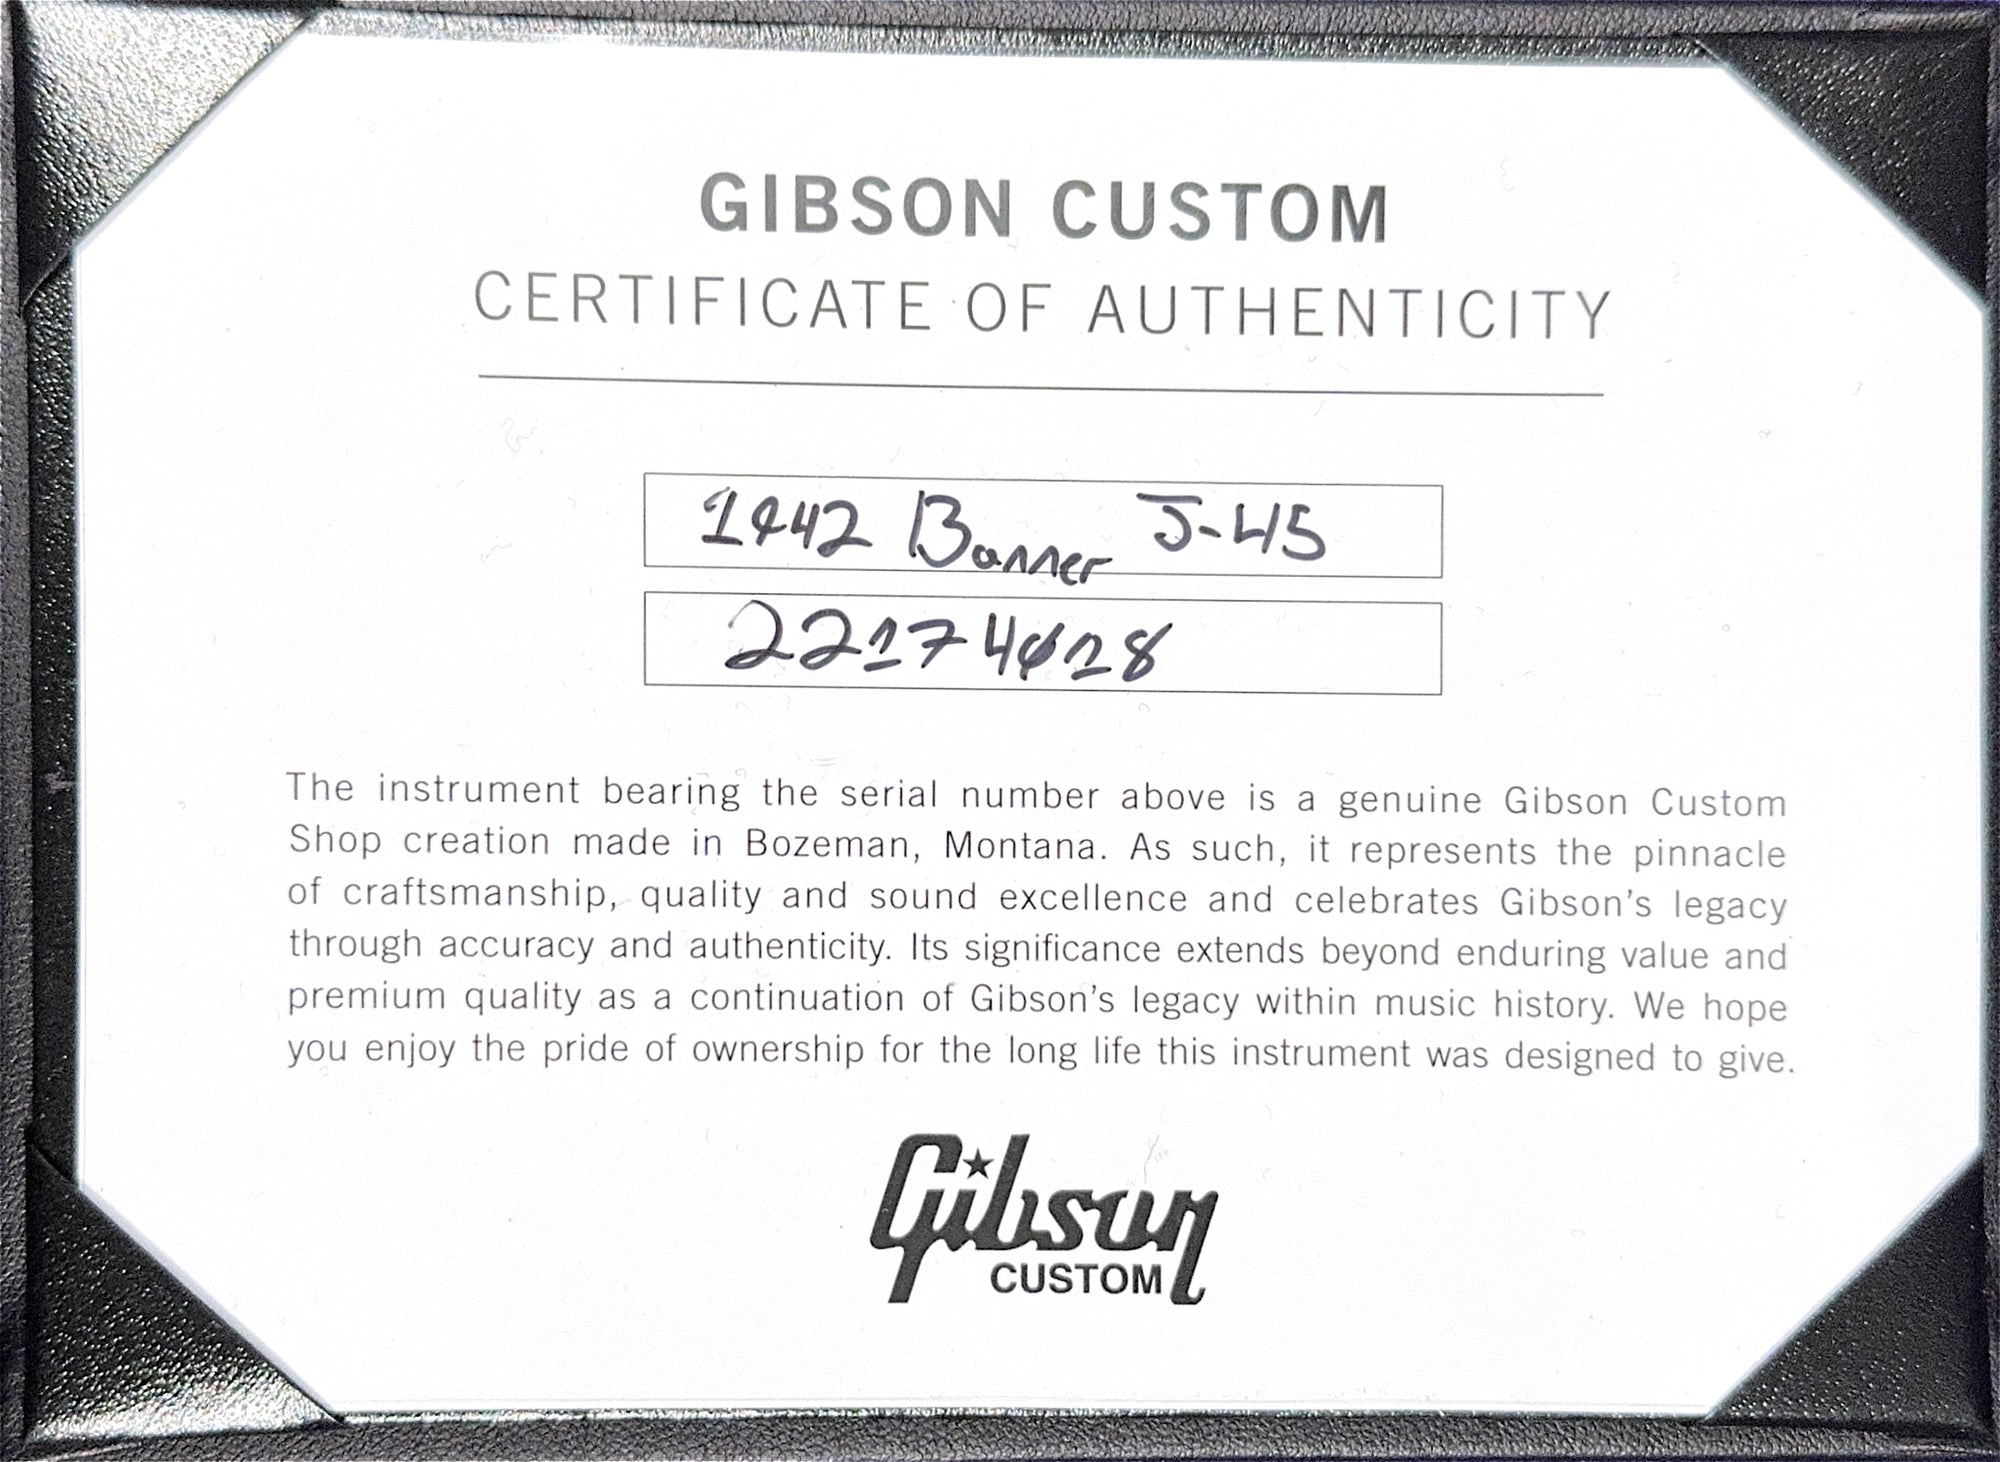 GIBSON CUSTOM
CERTIFICATE OF AUTHENTICITY
1942 Banner J-45
22174028
The instrument bearing the serial number above is a genuine Gibson Custom
Shop creation made in Bozeman, Montana. As such, it represents the pinnacle
of craftsmanship, quality and sound excellence and celebrates Gibson's legacy
through accuracy and authenticity. Its significance extends beyond enduring value and
premium quality as a continuation of Gibson's legacy within music history. We hope
you enjoy the pride of ownership for the long life this instrument was designed to give.
Gibson
CUSTOM